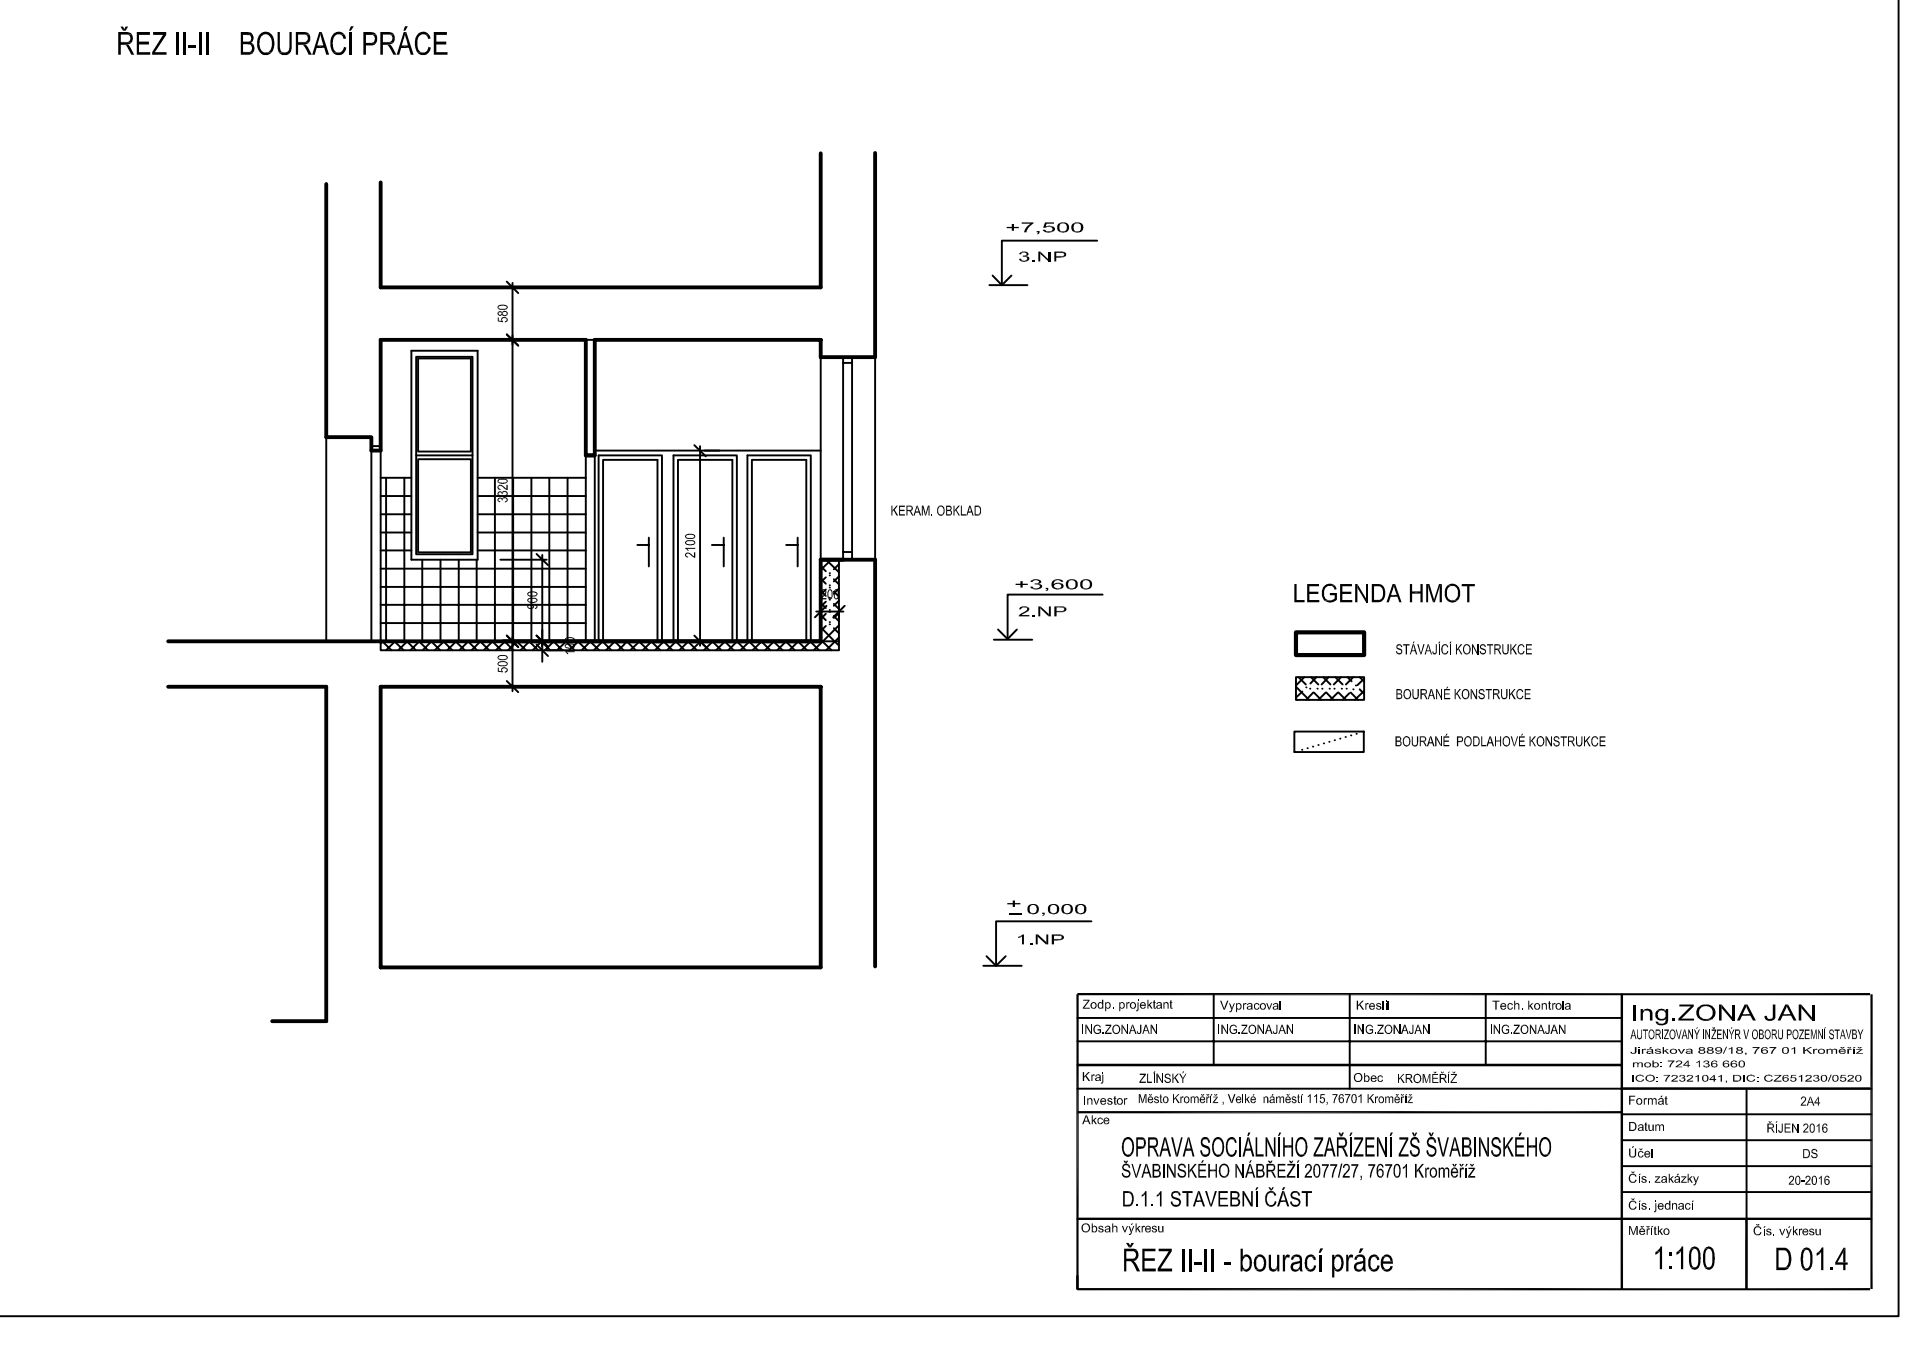 ŘEZ II-II BOURACÍ PRÁCE
+7,500
3.NP
580
3320
KERAM. OBKLAD
2100
900
+3,600
2.NP
500
LEGENDA HMOT
STÁVAJÍCÍ KONSTRUKCE
BOURANÉ KONSTRUKCE
BOURANÉ PODLAHOVÉ KONSTRUKCE
±0,000
1.NP
Zodp. projektant Vypracoval Kreslil Tech. kontrola
ING.ZONAJAN ING.ZONAJAN ING.ZONAJAN ING.ZONAJAN
Kraj ZLÍNSKÝ Obec KROMĚŘÍŽ
Investor Město Kroměříž , Velké náměstí 115, 76701 Kroměříž
Akce
OPRAVA SOCIÁLNÍHO ZAŘÍZENÍ ZŠ ŠVABINSKÉHO
ŠVABINSKÉHO NÁBŘEŽÍ 2077/27, 76701 Kroměříž
D.1.1 STAVEBNÍ ČÁST
Obsah výkresu
ŘEZ II-II - bourací práce
Ing.ZONA JAN
AUTORIZOVANÝ INŽENÝR V OBORU POZEMNÍ STAVBY
Jiráskova 889/18, 767 01 Kroměříž
mob: 724 136 660
ICO: 72321041, DIC: CZ651230/0520
Formát 2A4
Datum ŘÍJEN 2016
Účel DS
Čís. zakázky 20-2016
Čís. jednací
Měřítko Čís. výkresu
1:100 D 01.4